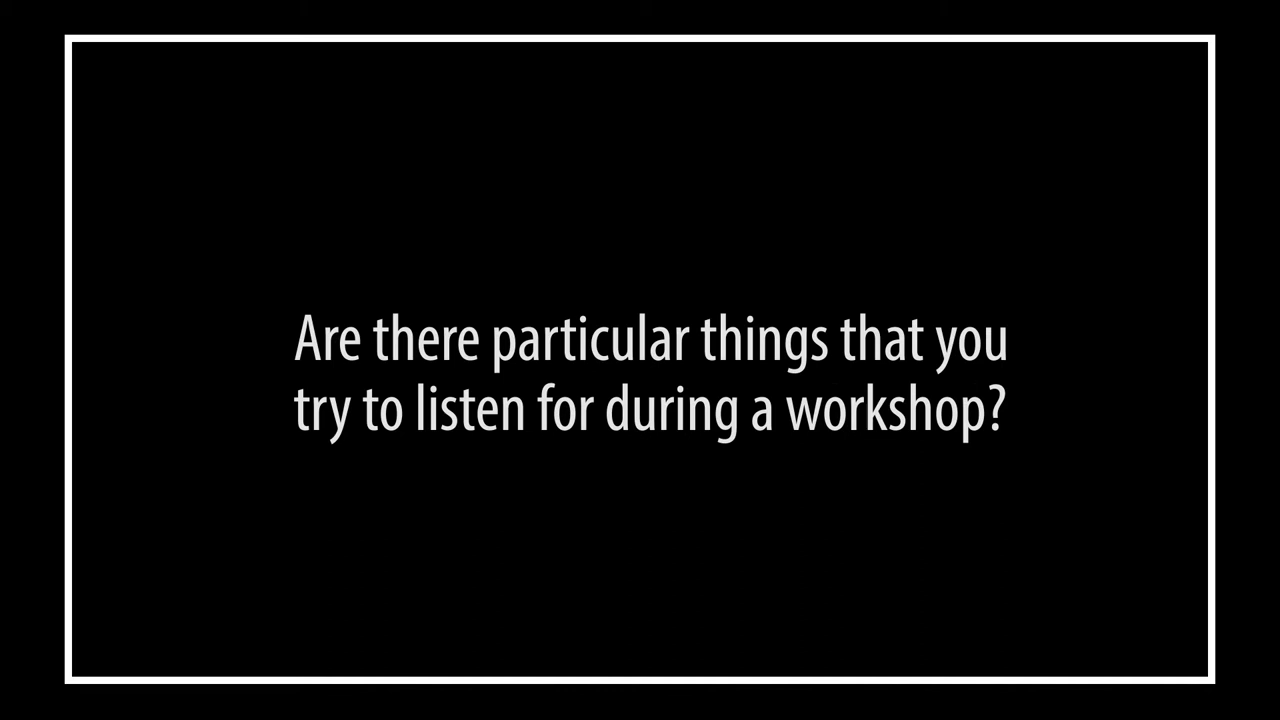 Are there particular things that you
try to listen for during a workshop?